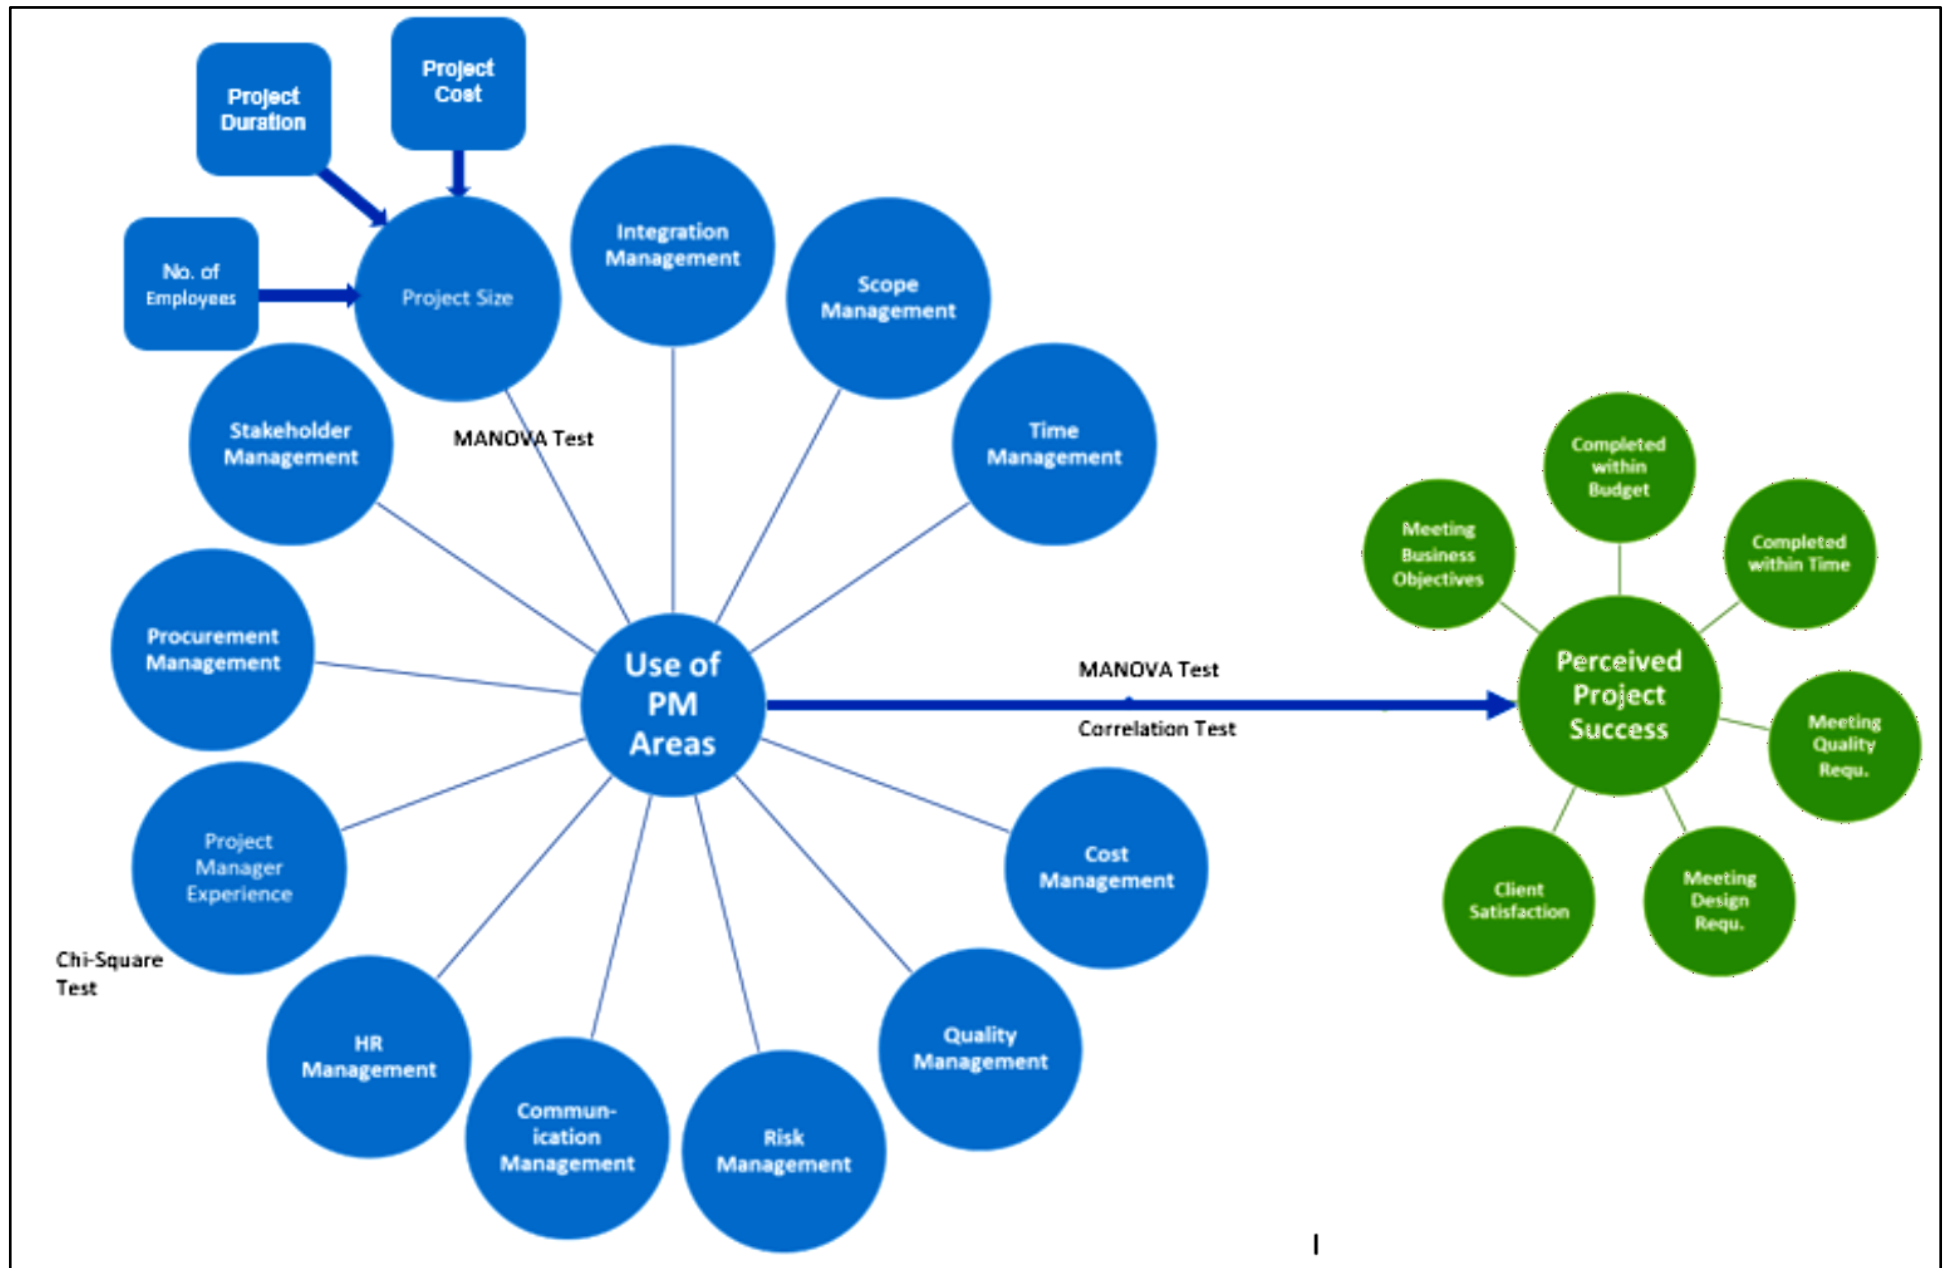 Project
Cost
Project
Duration
Integration
Management
No. of
Employees
Project Size
Scope
Management
Stakeholder
Management
MANOVA Test
Time
Management
Completed
within
Budget
Meeting
Business
Objectives
Completed
within Time
Procurement
Management
Use of
PM
Areas
MANOVA Test
Correlation Test
Perceived
Project
Success
Meeting
Quality
Requ.
Project
Manager
Experience
Cost
Management
Client
Satisfaction
Meeting
Design
Requ.
Chi-Square
Test
HR
Management
Quality
Management
Commun-
ication
Management
Risk
Management